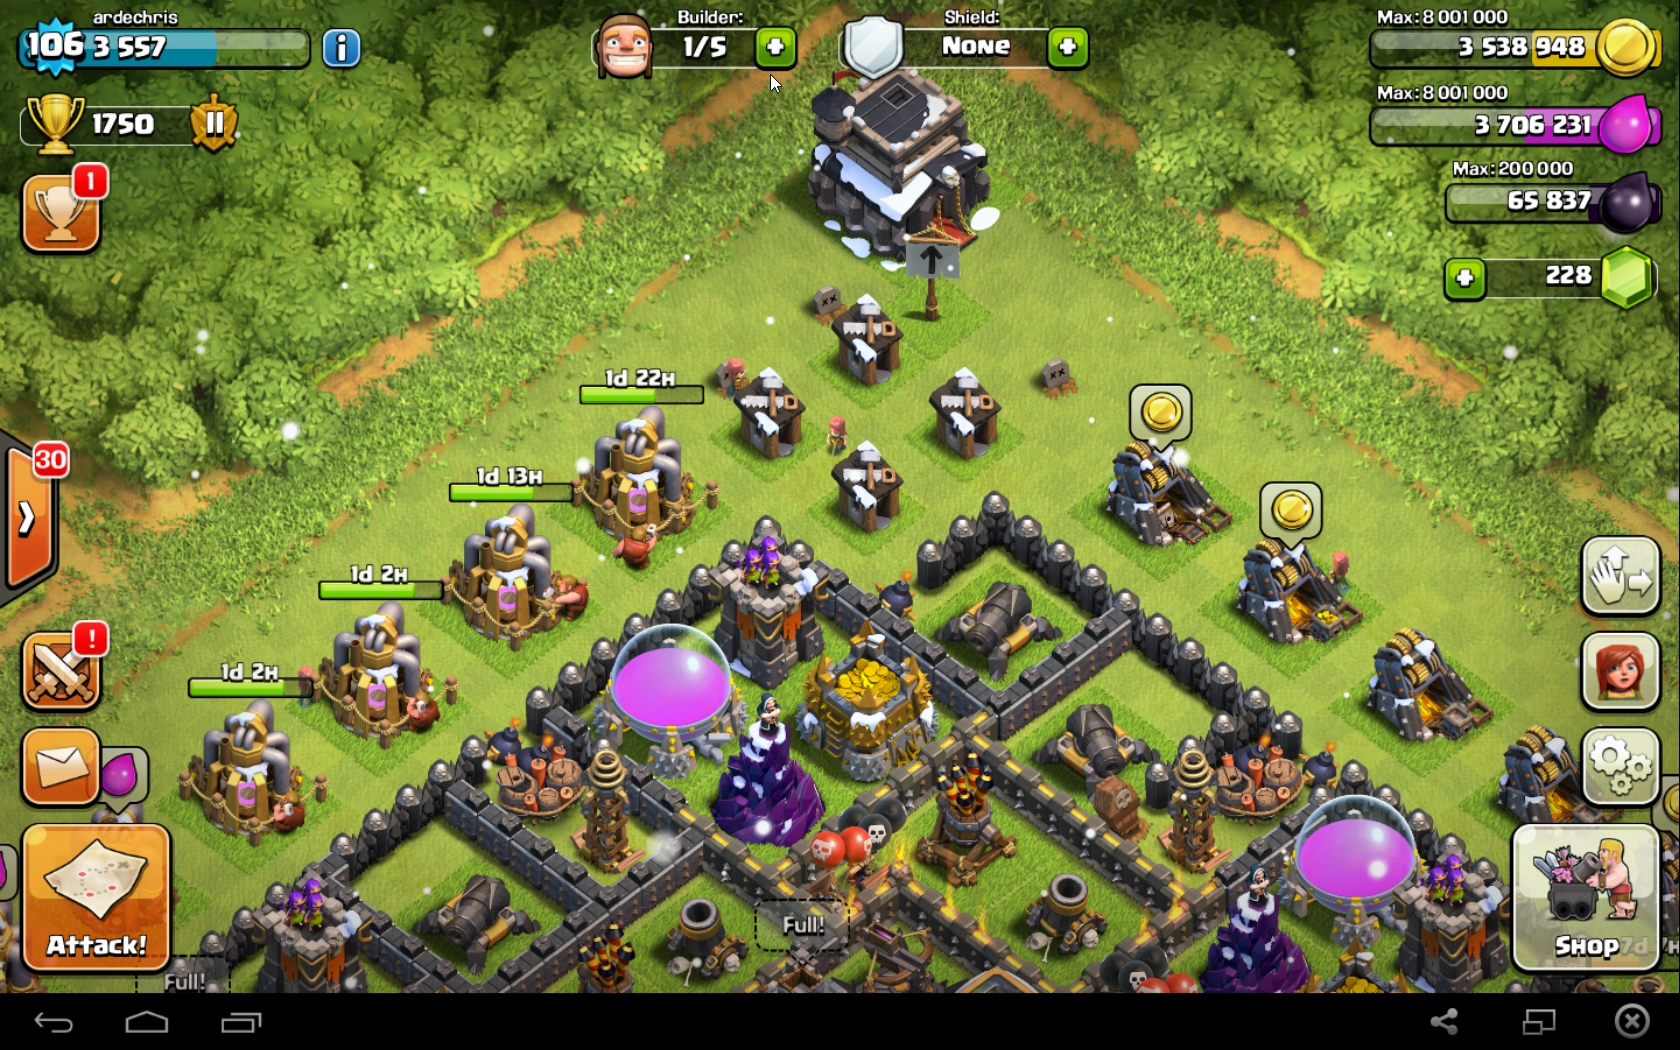 ardechris
106 3 557
i
1750
II
1
Builder:
1/5
Shield:
None
Max: 8 001 000
3 538 948
Max: 8 001 000
3 706 231
Max: 200 000
65 837
228
1d 22H
1d 13H
1d 2H
1d 2H
30
!
Attack!
Full!
Full!
Shop
7d